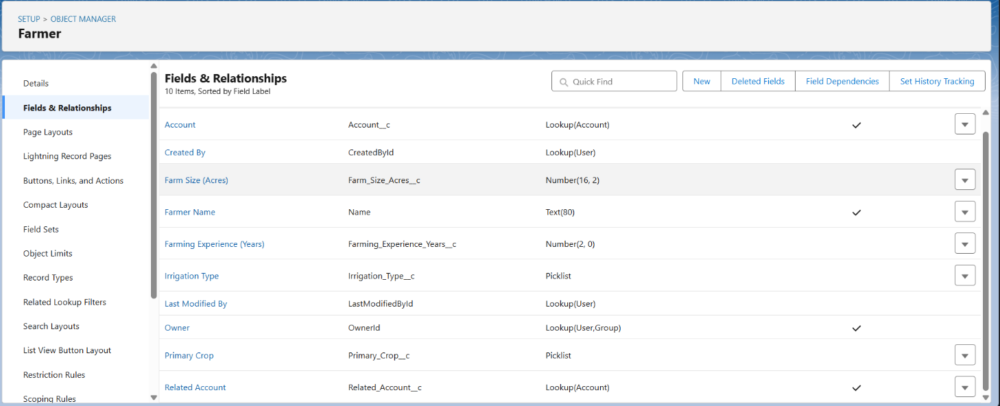 SETUP > OBJECT MANAGER
Farmer
Details
Fields & Relationships
Page Layouts
Lightning Record Pages
Buttons, Links, and Actions
Compact Layouts
Field Sets
Object Limits
Record Types
Related Lookup Filters
Search Layouts
List View Button Layout
Restriction Rules
Scoping Rules
Fields & Relationships
10 Items, Sorted by Field Label
Quick Find
New Deleted Fields Field Dependencies Set History Tracking
Account Account__c Lookup(Account)
Created By CreatedById Lookup(User)
Farm Size (Acres) Farm_Size_Acres__c Number(16, 2)
Farmer Name Name Text(80)
Farming Experience (Years) Farming_Experience_Years__c Number(2, 0)
Irrigation Type Irrigation_Type__c Picklist
Last Modified By LastModifiedById Lookup(User)
Owner OwnerId Lookup(User,Group)
Primary Crop Primary_Crop__c Picklist
Related Account Related_Account__c Lookup(Account)